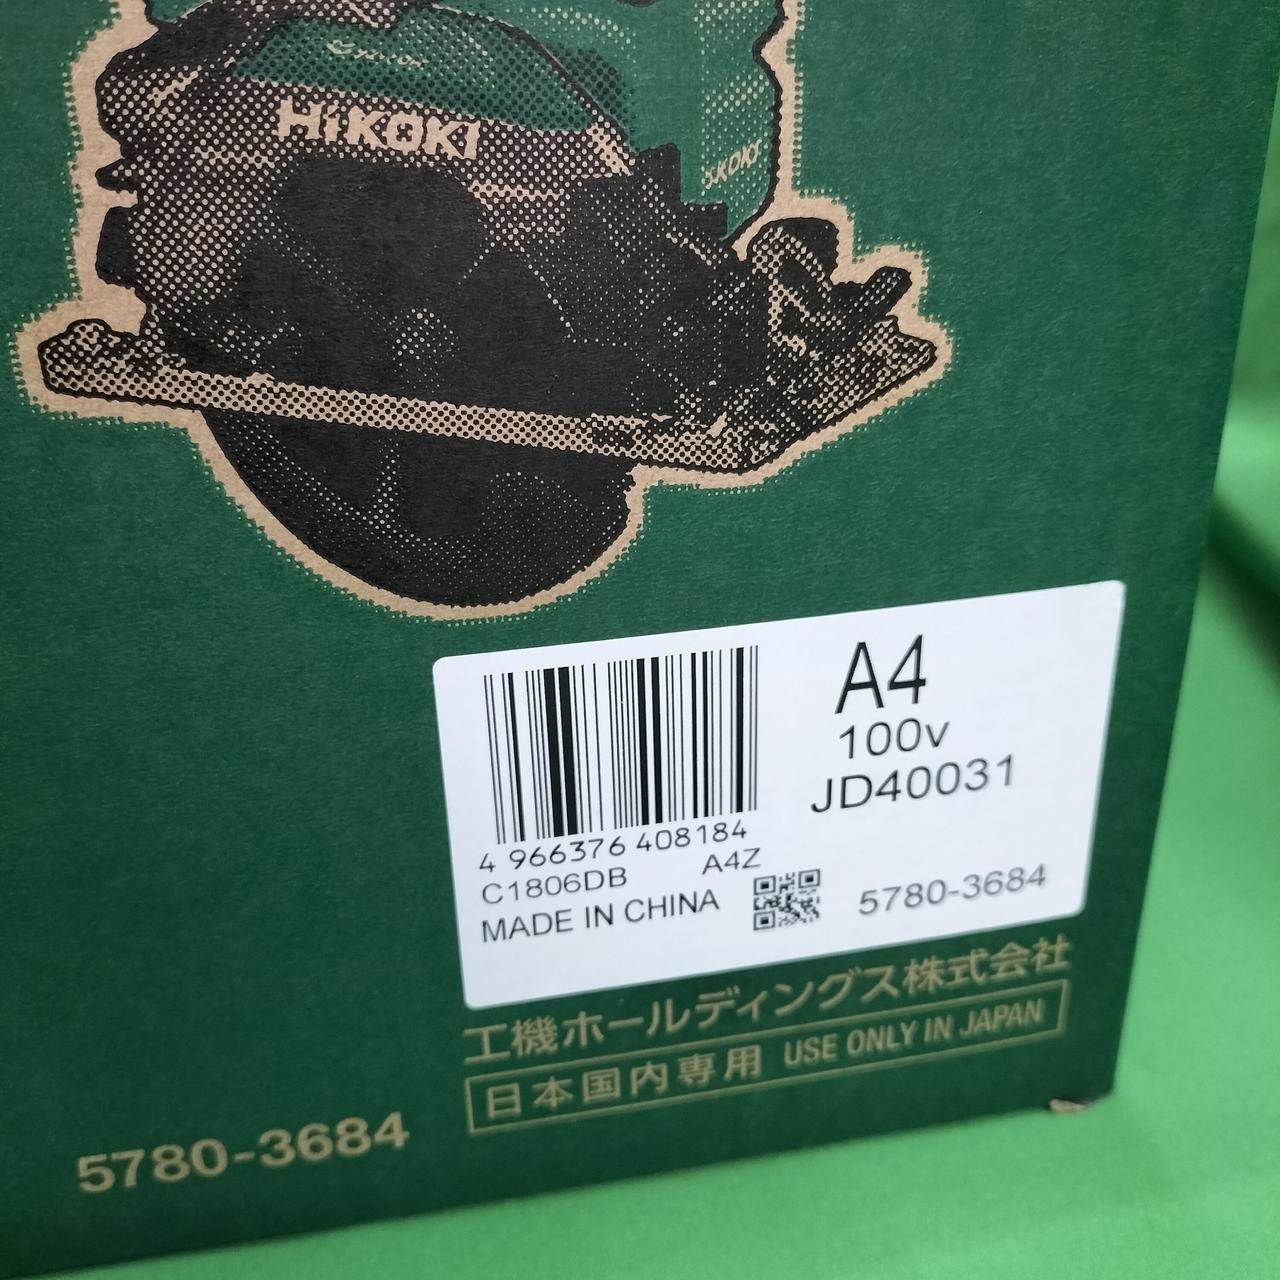 HiKOKI
HiKOKI
A4
100v
JD40031
4 966376 408184
C1806DB A4Z
MADE IN CHINA
5780-3684
工機ホールディングス株式会社
日本国内専用 USE ONLY IN JAPAN
5780-3684